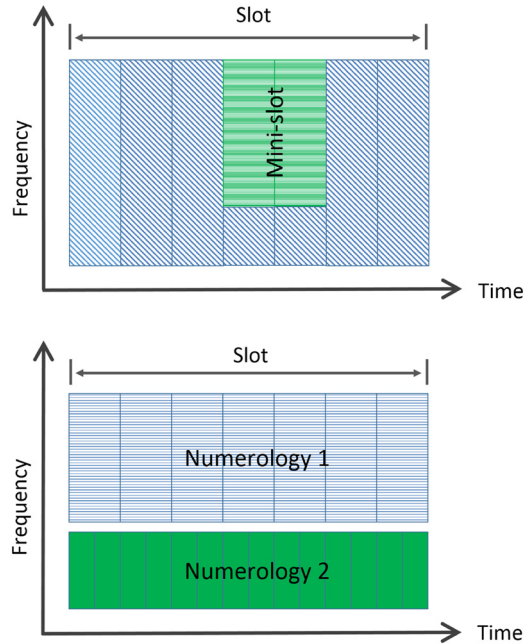 Slot
Frequency
Mini-slot
Time
Slot
Frequency
Numerology 1
Numerology 2
Time